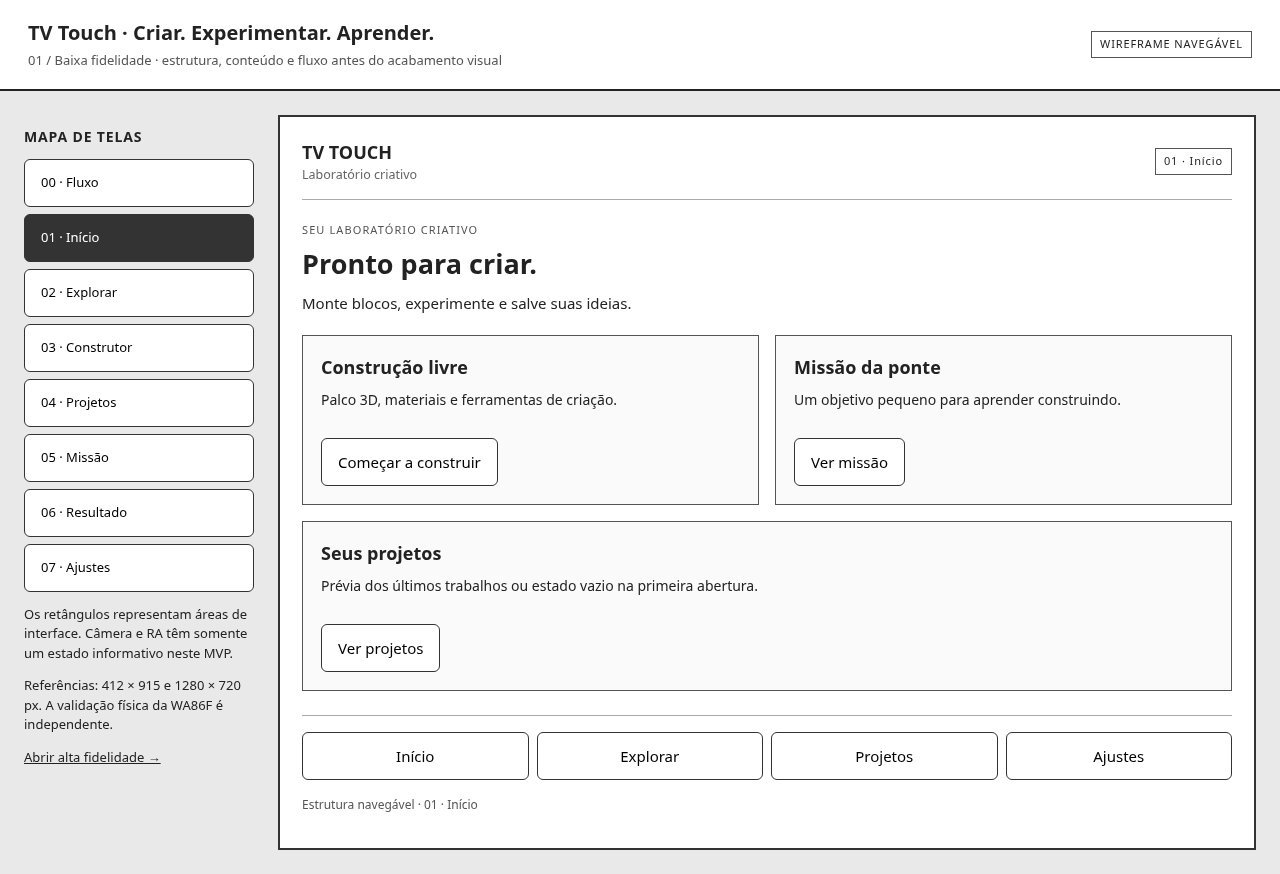 TV Touch · Criar. Experimentar. Aprender.
01 / Baixa fidelidade · estrutura, conteúdo e fluxo antes do acabamento visual
WIREFRAME NAVEGÁVEL
MAPA DE TELAS
00 · Fluxo
01 · Início
02 · Explorar
03 · Construtor
04 · Projetos
05 · Missão
06 · Resultado
07 · Ajustes
Os retângulos representam áreas de
interface. Câmera e RA têm somente
um estado informativo neste MVP.
Referências: 412 × 915 e 1280 × 720
px. A validação física da WA86F é
independente.
Abrir alta fidelidade →
TV TOUCH
Laboratório criativo
01 · Início
SEU LABORATÓRIO CRIATIVO
Pronto para criar.
Monte blocos, experimente e salve suas ideias.
Construção livre
Palco 3D, materiais e ferramentas de criação.
Começar a construir
Missão da ponte
Um objetivo pequeno para aprender construindo.
Ver missão
Seus projetos
Prévia dos últimos trabalhos ou estado vazio na primeira abertura.
Ver projetos
Início
Explorar
Projetos
Ajustes
Estrutura navegável · 01 · Início